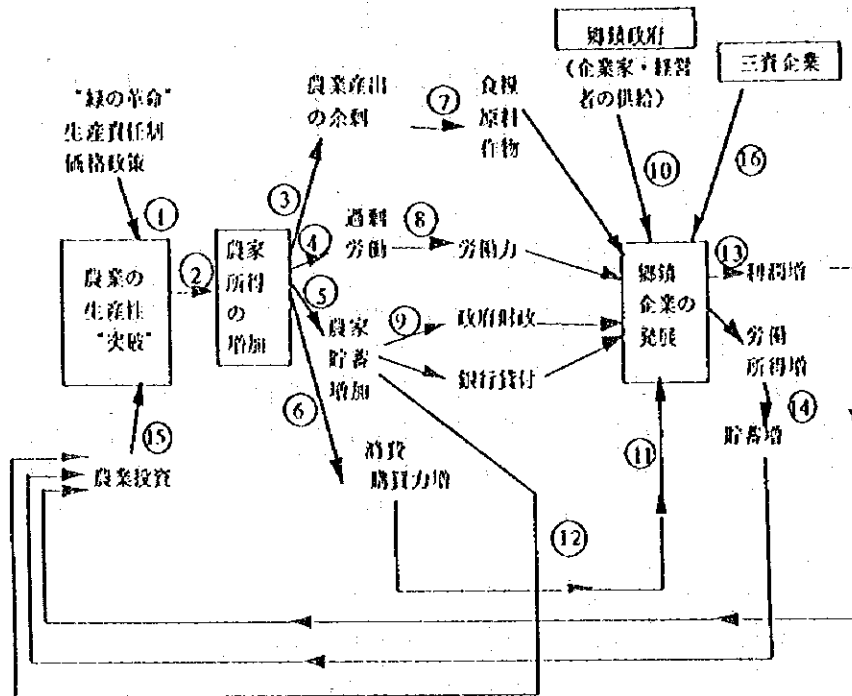 郷鎮政府
(企業家・経営
者の供給)
三資企業
"緑の革命"
生産責任制
価格政策
農業産出
の余剰
⑦
食糧
原料
作物
⑩
⑯
①
③
農業の
生産性
"突破"
②
農家
所得
の
増加
④
過剰
労働
⑧
労働力
郷鎮
企業の
発展
⑬
利潤増
⑤
農家
貯蓄
増加
⑨
政府財政
銀行貸付
労働
所得増
⑥
⑭
貯蓄増
⑮
農業投資
消費
購買力増
⑪
⑫